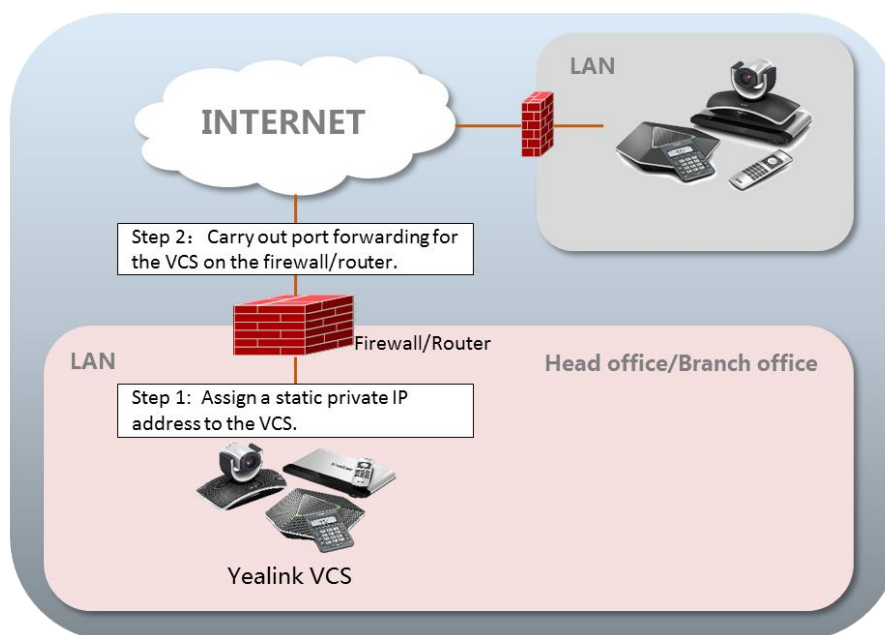 INTERNET
LAN
Step 2: Carry out port forwarding for
the VCS on the firewall/router.
Firewall/Router
LAN
Head office/Branch office
Step 1: Assign a static private IP
address to the VCS.
Yealink VCS